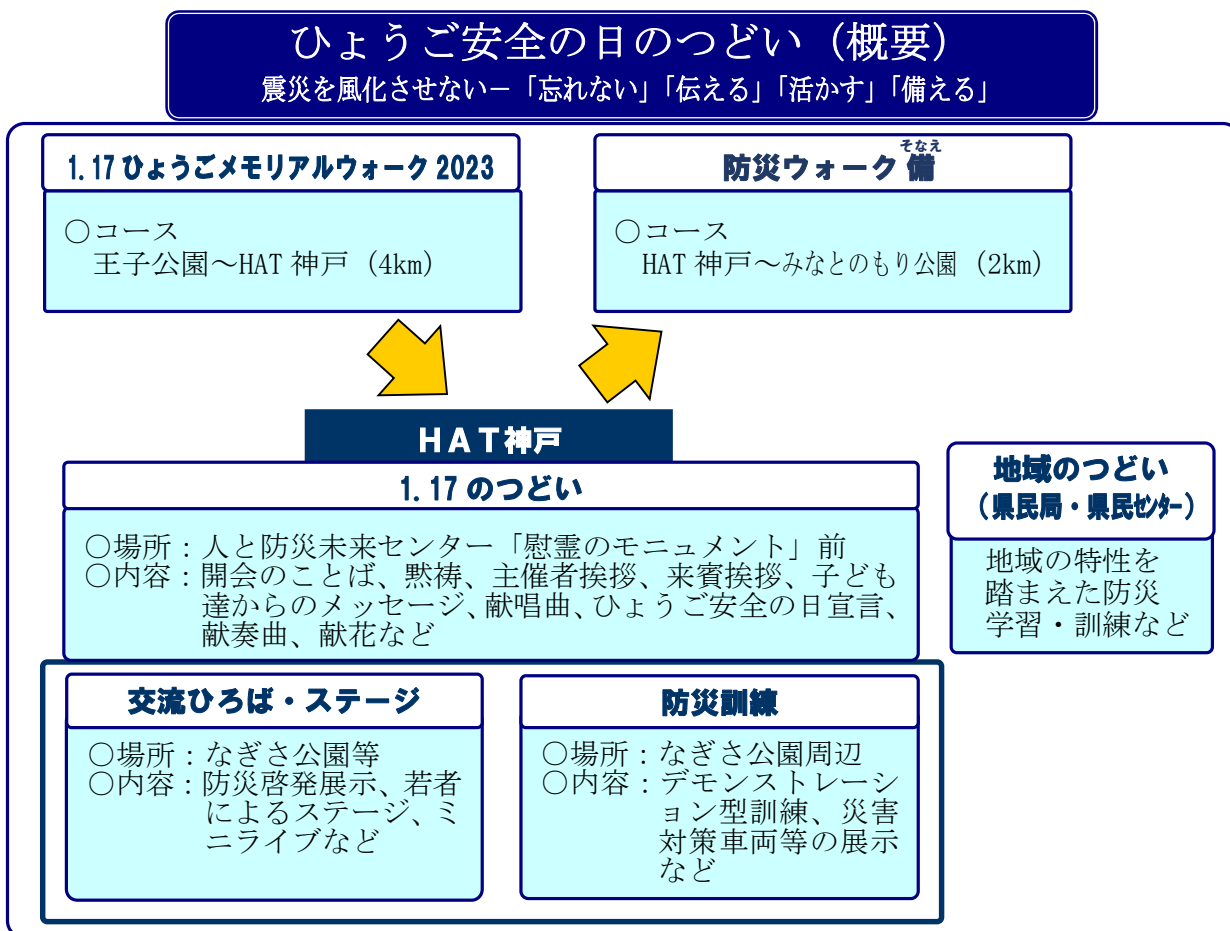 ひょうご安全の日のつどい（概要）
震災を風化させない－「忘れない」「伝える」「活かす」「備える」
1.17ひょうごメモリアルウォーク2023
○コース
王子公園～HAT神戸（4km）
そなえ
防災ウォーク 備
○コース
HAT神戸～みなとのもり公園（2km）
ＨＡＴ神戸
1.17のつどい
○場所：人と防災未来センター「慰霊のモニュメント」前
○内容：開会のことば、黙祷、主催者挨拶、来賓挨拶、子ども
達からのメッセージ、献唱曲、ひょうご安全の日宣言、
献奏曲、献花など
地域のつどい
（県民局・県民ｾﾝﾀｰ）
地域の特性を
踏まえた防災
学習・訓練など
交流ひろば・ステージ
○場所：なぎさ公園等
○内容：防災啓発展示、若者
によるステージ、ミ
ニライブなど
防災訓練
○場所：なぎさ公園周辺
○内容：デモンストレーシ
ョン型訓練、災害
対策車両等の展示
など